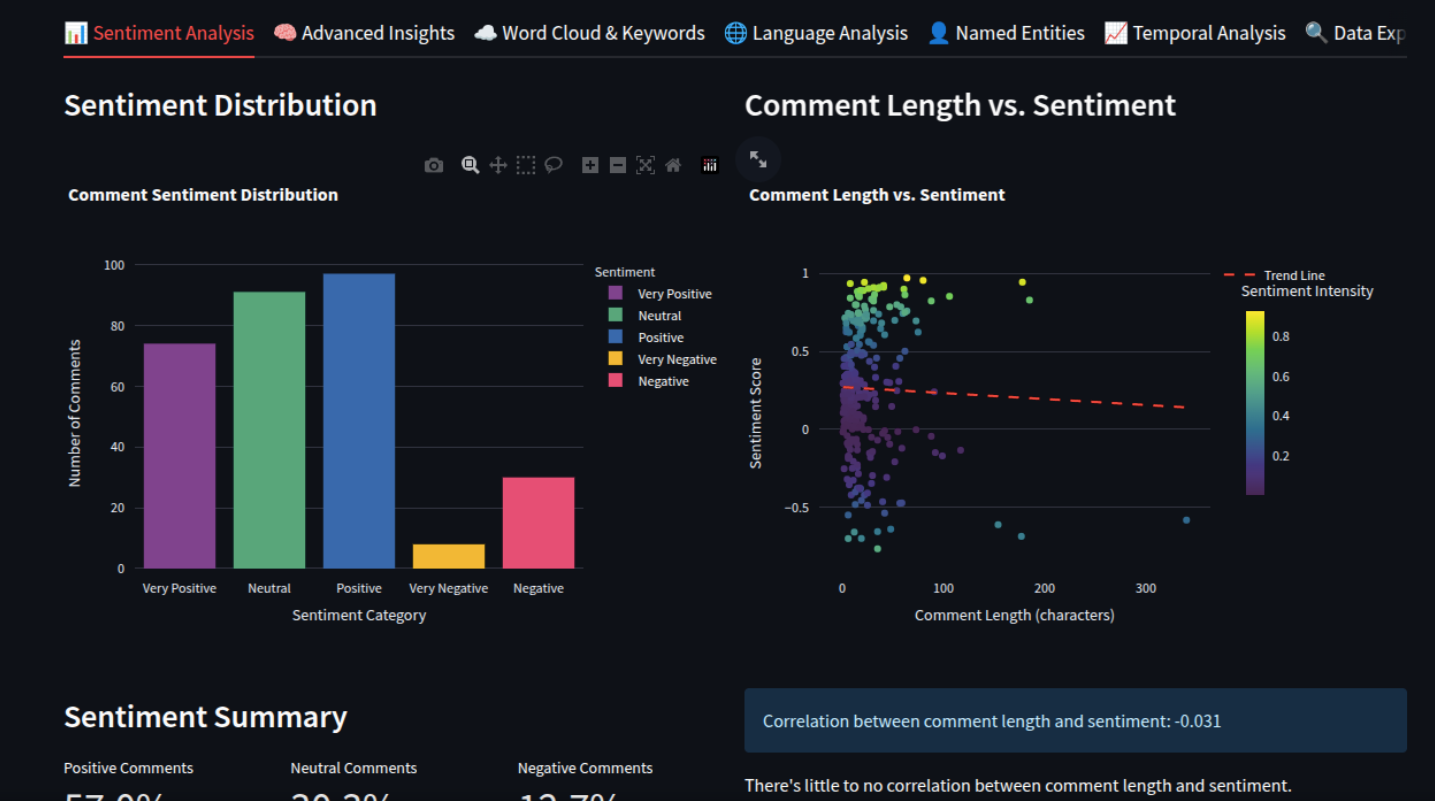 📊 Sentiment Analysis 🧠 Advanced Insights ☁️ Word Cloud & Keywords 🌐 Language Analysis 👤 Named Entities 📈 Temporal Analysis 🔍 Data Exp
Sentiment Distribution
Comment Sentiment Distribution
100
80
60
40
20
0
Number of Comments
Very Positive Neutral Positive Very Negative Negative
Sentiment Category
Sentiment
Very Positive
Neutral
Positive
Very Negative
Negative
Comment Length vs. Sentiment
Comment Length vs. Sentiment
1
0.5
0
−0.5
Sentiment Score
0 100 200 300
Comment Length (characters)
Trend Line
Sentiment Intensity
0.8
0.6
0.4
0.2
Sentiment Summary
Positive Comments Neutral Comments Negative Comments
Correlation between comment length and sentiment: -0.031
There's little to no correlation between comment length and sentiment.